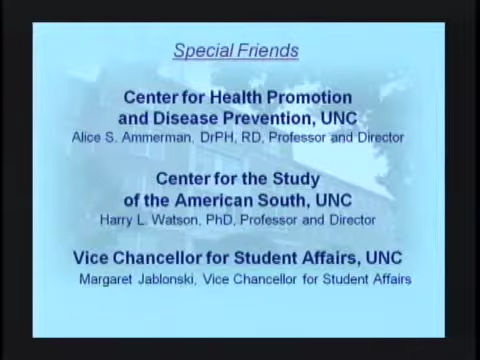 Special Friends
Center for Health Promotion
and Disease Prevention, UNC
Alice S. Ammerman, DrPH, RD, Professor and Director
Center for the Study
of the American South, UNC
Harry L. Watson, PhD, Professor and Director
Vice Chancellor for Student Affairs, UNC
Margaret Jablonski, Vice Chancellor for Student Affairs